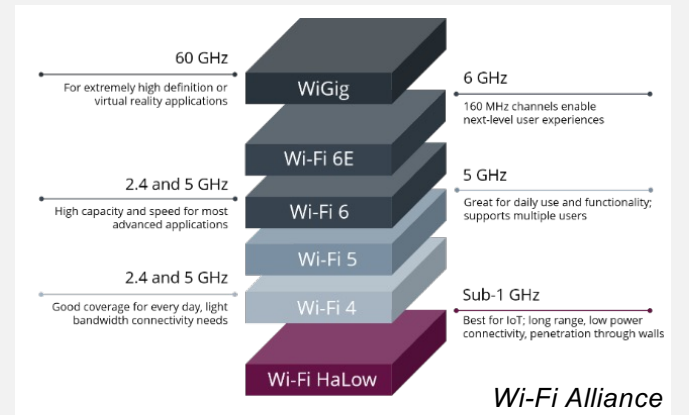 60 GHz
For extremely high definition or
virtual reality applications
WiGig
6 GHz
160 MHz channels enable
next-level user experiences
Wi-Fi 6E
2.4 and 5 GHz
High capacity and speed for most
advanced applications
Wi-Fi 6
5 GHz
Great for daily use and functionality;
supports multiple users
Wi-Fi 5
2.4 and 5 GHz
Good coverage for every day, light
bandwidth connectivity needs
Wi-Fi 4
Sub-1 GHz
Best for IoT; long range, low power
connectivity, penetration through walls
Wi-Fi HaLow
Wi-Fi Alliance